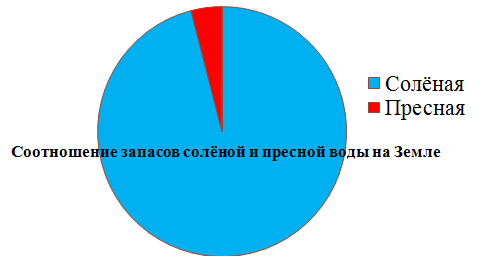 Солёная
Пресная
Соотношение запасов солёной и пресной воды на Земле